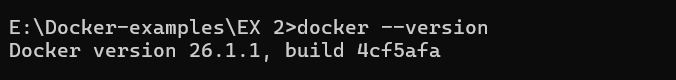 E:\Docker-examples\EX 2>docker --version
Docker version 26.1.1, build 4cf5afa